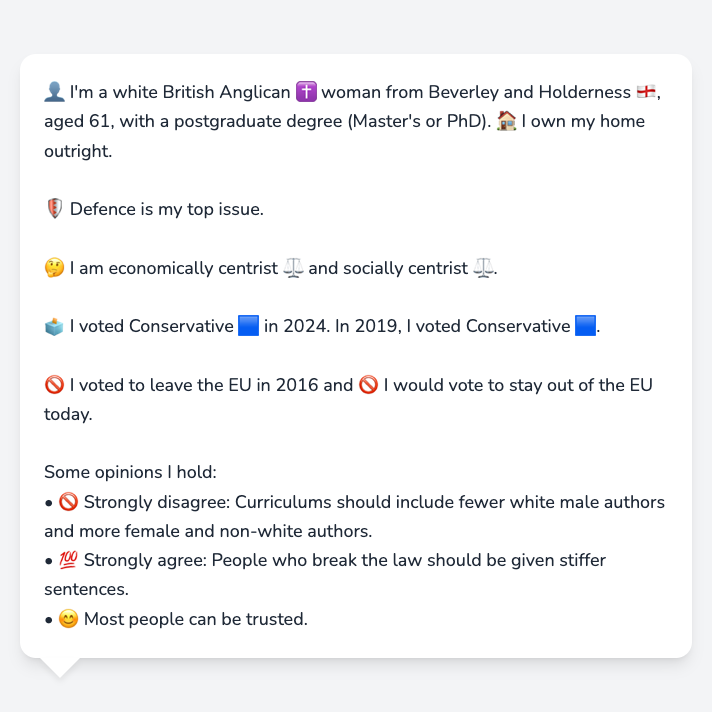 👤 I'm a white British Anglican ✝️ woman from Beverley and Holderness 🏴󠁧󠁢󠁥󠁮󠁧󠁿,
aged 61, with a postgraduate degree (Master's or PhD). 🏠 I own my home
outright.
🛡️ Defence is my top issue.
🤔 I am economically centrist ⚖️ and socially centrist ⚖️.
🗳️ I voted Conservative 🟦 in 2024. In 2019, I voted Conservative 🟦.
🚫 I voted to leave the EU in 2016 and 🚫 I would vote to stay out of the EU
today.
Some opinions I hold:
• 🚫 Strongly disagree: Curriculums should include fewer white male authors
and more female and non-white authors.
• 💯 Strongly agree: People who break the law should be given stiffer
sentences.
• 😊 Most people can be trusted.